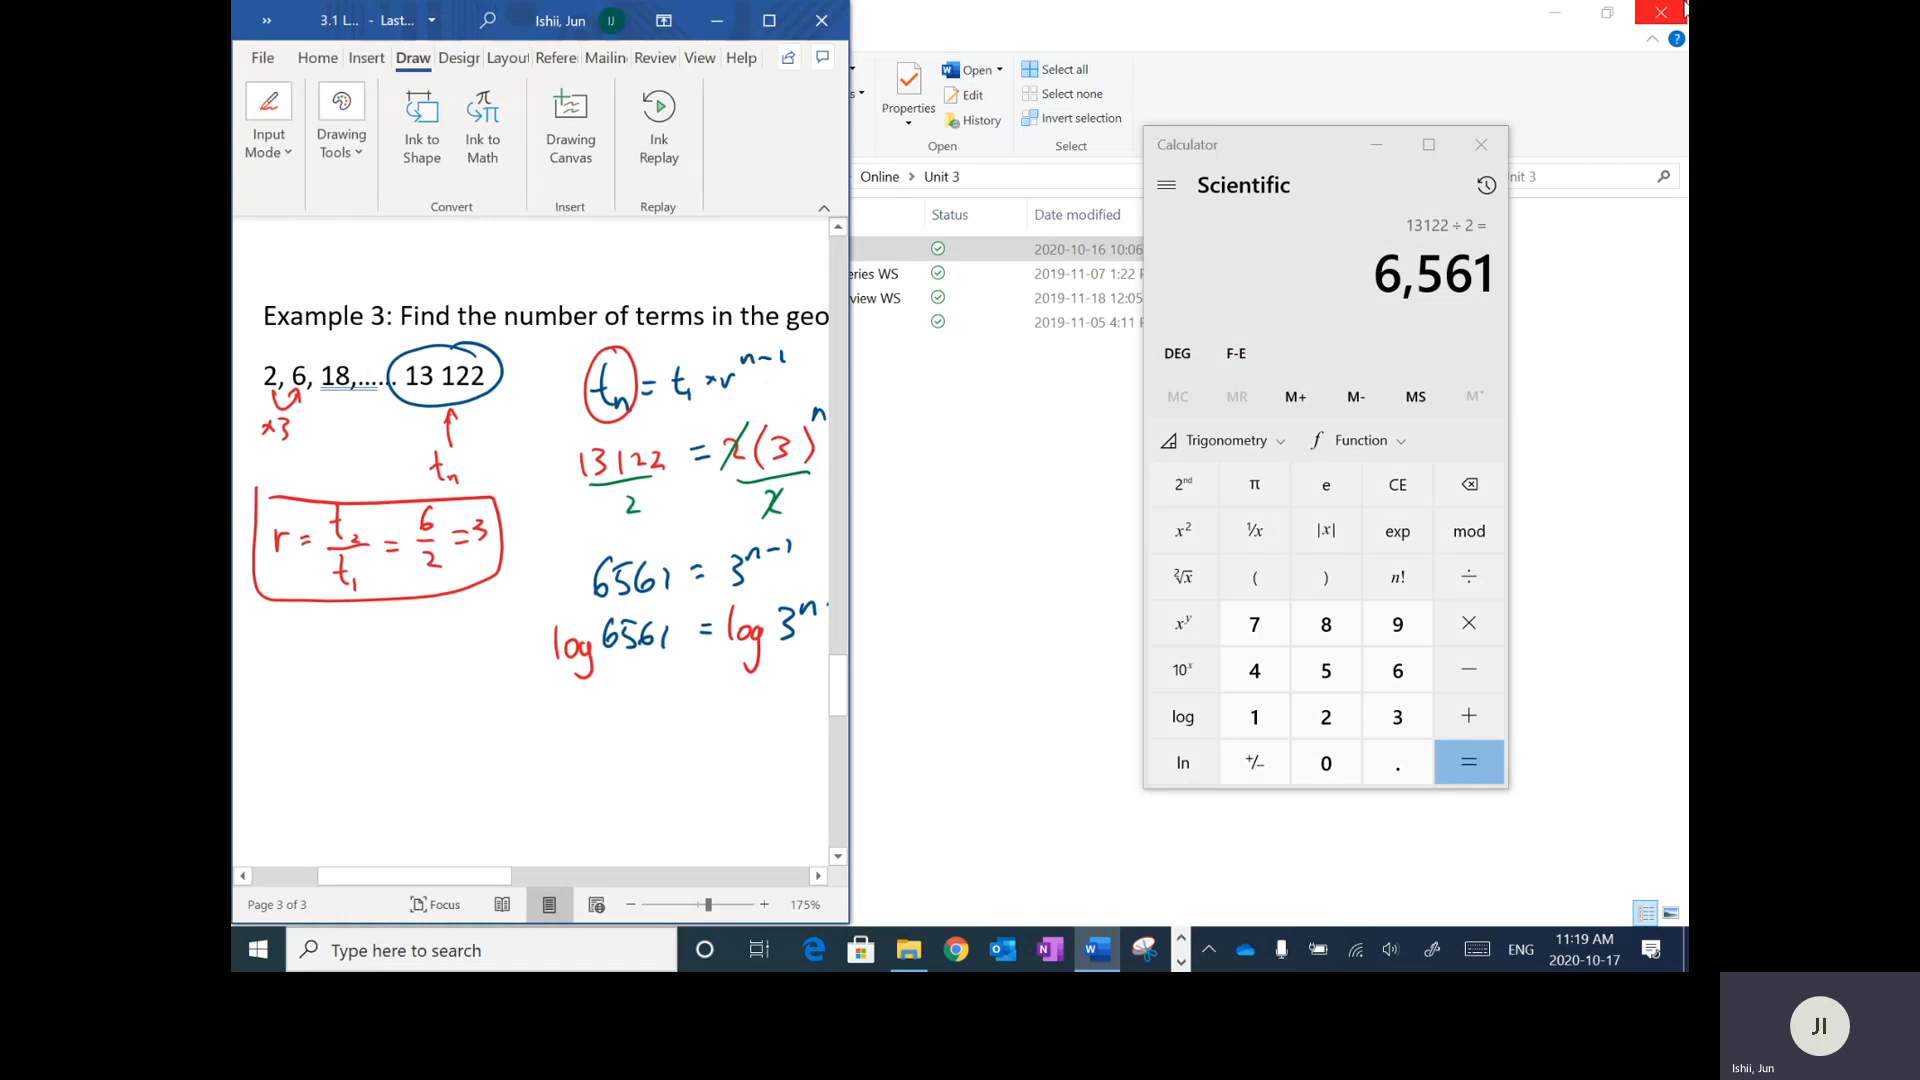 3.1 L... - Last...
Ishii, Jun IJ
File Home Insert Draw Design Layout Refere Mailin Review View Help
Input Mode
Drawing Tools
Ink to Shape
Ink to Math
Drawing Canvas
Ink Replay
Convert Insert Replay
Example 3: Find the number of terms in the geo
2, 6, 18,...... 13 122
×3
tn
r = t2/t1 = 6/2 = 3
tn = t1 × r^n-1
13122/2 = 2(3)^n/2
6561 = 3^n-1
log 6561 = log 3^n-
Page 3 of 3 Focus 175%
Properties
Open
Edit
History
Open
Select all
Select none
Invert selection
Select
Online > Unit 3
nit 3
Status Date modified
2020-10-16 10:06
eries WS 2019-11-07 1:22 P
view WS 2019-11-18 12:05
2019-11-05 4:11 P
Calculator
Scientific
13122 ÷ 2 =
6,561
DEG F-E
MC MR M+ M- MS M˅
Trigonometry f Function
2nd π e CE
x² ¹/x |x| exp mod
²√x ( ) n! ÷
x^y 7 8 9 ×
10^x 4 5 6 −
log 1 2 3 +
ln +/− 0 . =
Type here to search
ENG
11:19 AM
2020-10-17
JI
Ishii, Jun